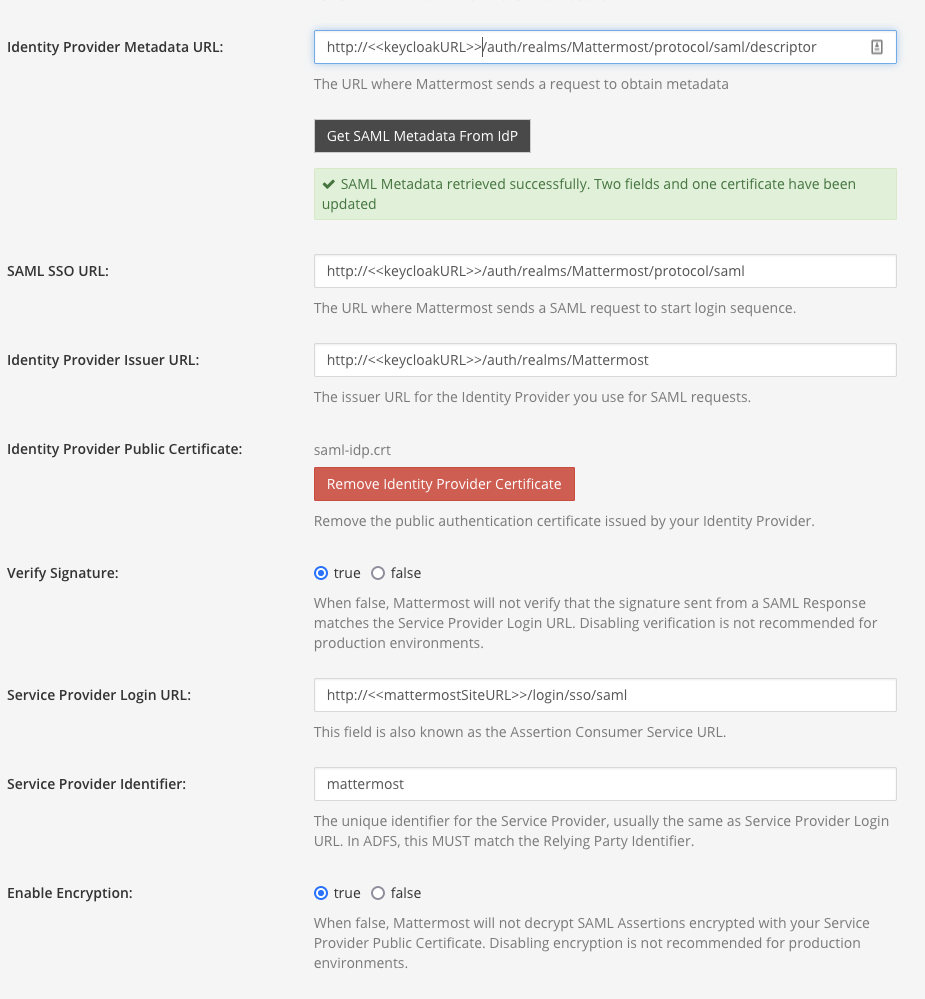 Identity Provider Metadata URL:
http://<<keycloakURL>>/auth/realms/Mattermost/protocol/saml/descriptor
The URL where Mattermost sends a request to obtain metadata
Get SAML Metadata From IdP
SAML Metadata retrieved successfully. Two fields and one certificate have been
updated
SAML SSO URL:
http://<<keycloakURL>>/auth/realms/Mattermost/protocol/saml
The URL where Mattermost sends a SAML request to start login sequence.
Identity Provider Issuer URL:
http://<<keycloakURL>>/auth/realms/Mattermost
The issuer URL for the Identity Provider you use for SAML requests.
Identity Provider Public Certificate:
saml-idp.crt
Remove Identity Provider Certificate
Remove the public authentication certificate issued by your Identity Provider.
Verify Signature:
true false
When false, Mattermost will not verify that the signature sent from a SAML Response
matches the Service Provider Login URL. Disabling verification is not recommended for
production environments.
Service Provider Login URL:
http://<<mattermostSiteURL>>/login/sso/saml
This field is also known as the Assertion Consumer Service URL.
Service Provider Identifier:
mattermost
The unique identifier for the Service Provider, usually the same as Service Provider Login
URL. In ADFS, this MUST match the Relying Party Identifier.
Enable Encryption:
true false
When false, Mattermost will not decrypt SAML Assertions encrypted with your Service
Provider Public Certificate. Disabling encryption is not recommended for production
environments.